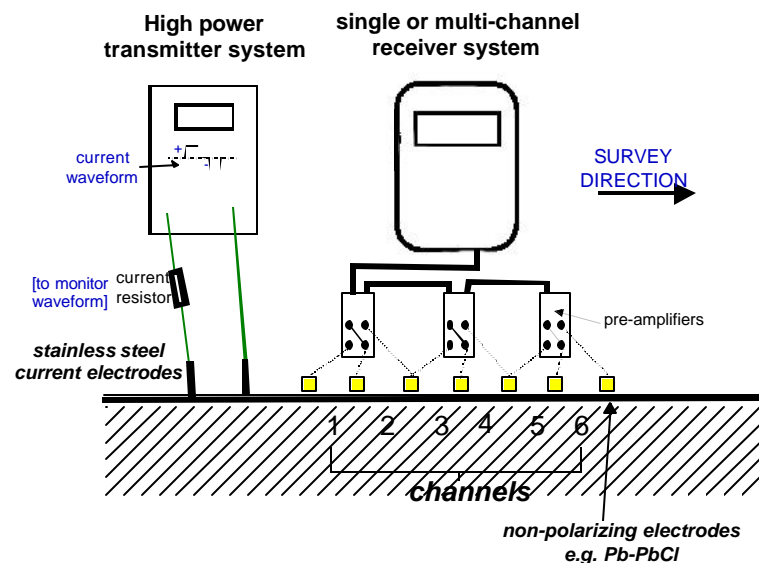 High power
transmitter system
single or multi-channel
receiver system
+
-
current
waveform
SURVEY
DIRECTION
[to monitor
waveform]
current
resistor
pre-amplifiers
stainless steel
current electrodes
1 2 3 4 5 6
channels
non-polarizing electrodes
e.g. Pb-PbCl